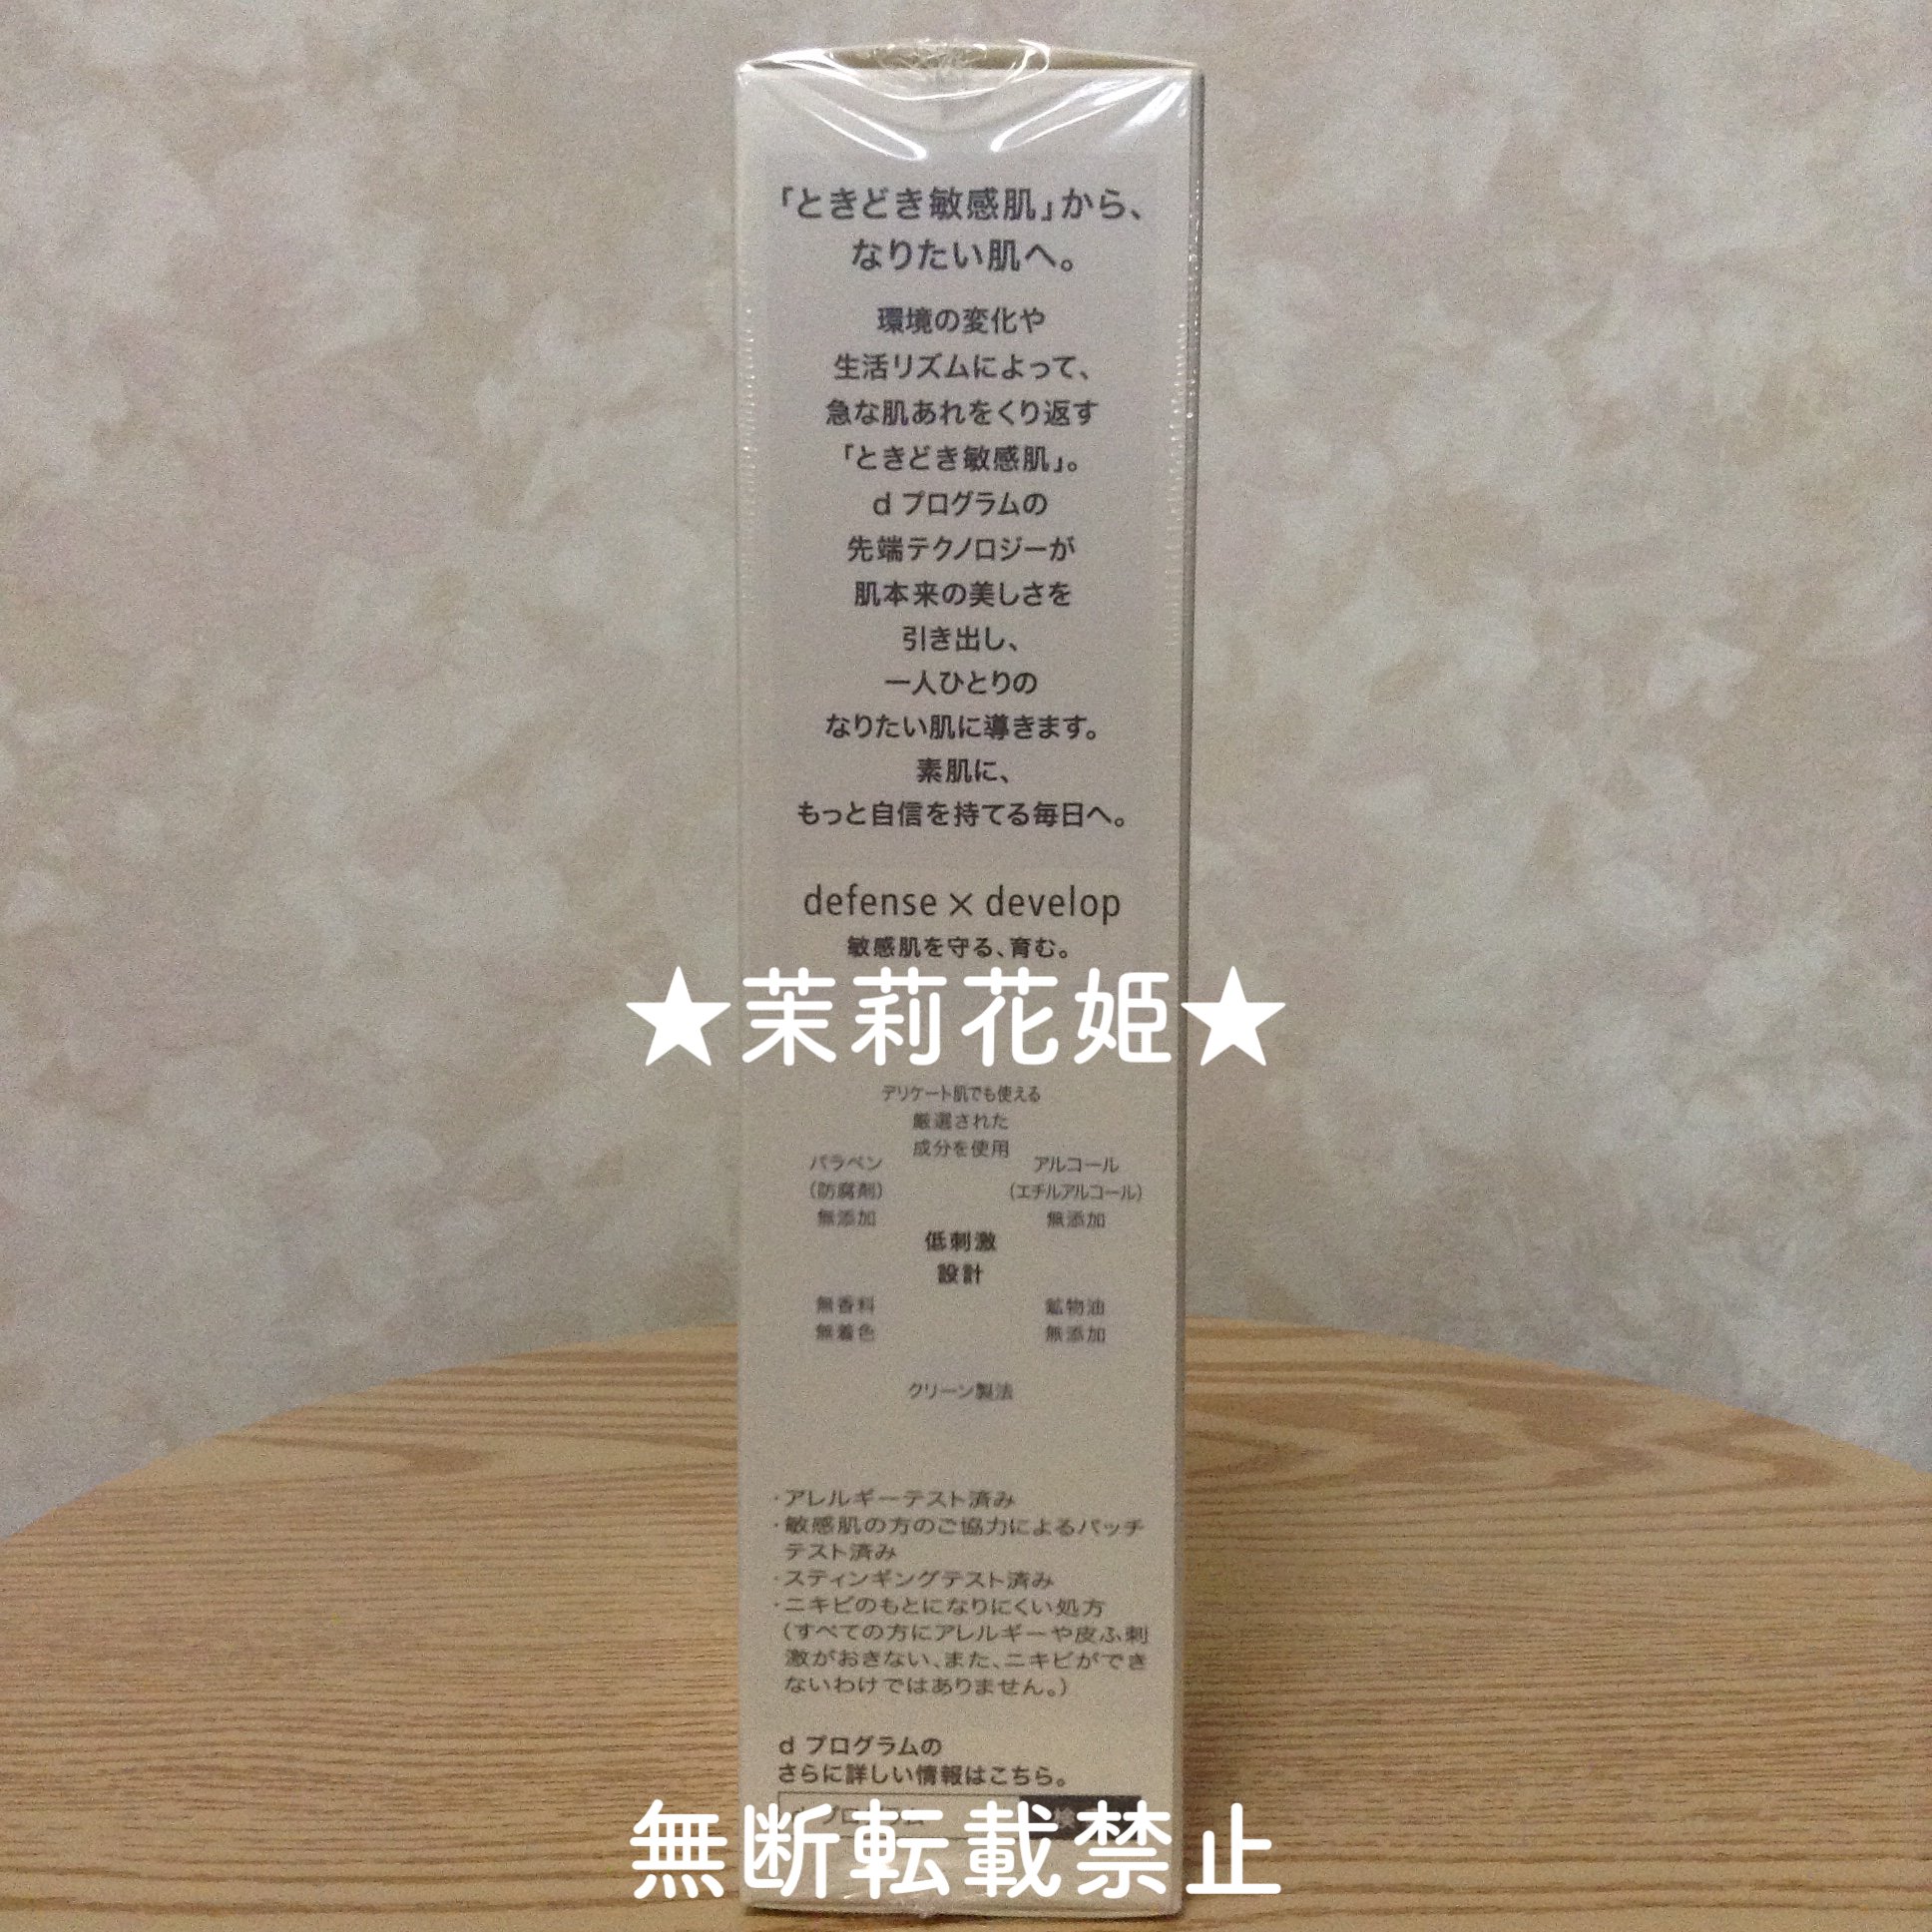 「ときどき敏感肌」から、
なりたい肌へ。
環境の変化や
生活リズムによって、
急な肌あれをくり返す
「ときどき敏感肌」。
d プログラムの
先端テクノロジーが
肌本来の美しさを
引き出し、
一人ひとりの
なりたい肌に導きます。
素肌に、
もっと自信を持てる毎日へ。
defense×develop
敏感肌を守る、育む。
★茉莉花姫★
デリケート肌でも使える
厳選された
成分を使用
パラベン
(防腐剤)
無添加
アルコール
(エチルアルコール)
無添加
低刺激
設計
無香料
無着色
鉱物油
無添加
クリーン製法
・アレルギーテスト済み
・敏感肌の方のご協力によるパッチ
テスト済み
・スティンギングテスト済み
・ニキビのもとになりにくい処方
(すべての方にアレルギーや皮ふ刺
激がおきない、また、ニキビができ
ないわけではありません。)
d プログラムの
さらに詳しい情報はこちら。
無断転載禁止